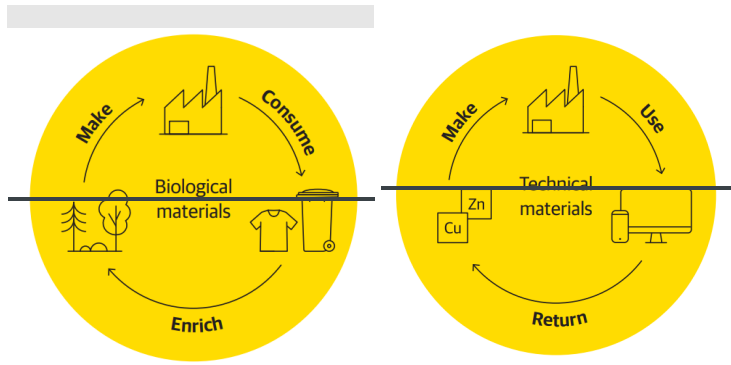 Make
Consume
Biological
materials
Enrich
Make
Use
Technical
materials
Zn
Cu
Return